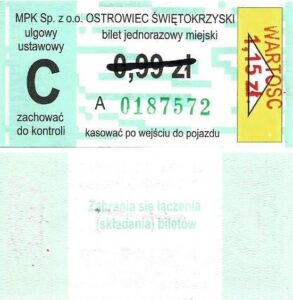 MPK Sp. z o.o. OSTROWIEC ŚWIĘTOKRZYSKI
ulgowy
ustawowy
bilet jednorazowy miejski
0,99 zł
C
A 0187572
zachować
do kontroli
kasować po wejściu do pojazdu
WARTOŚĆ
1,15 zł
Zabrania się łączenia
(składania) biletów